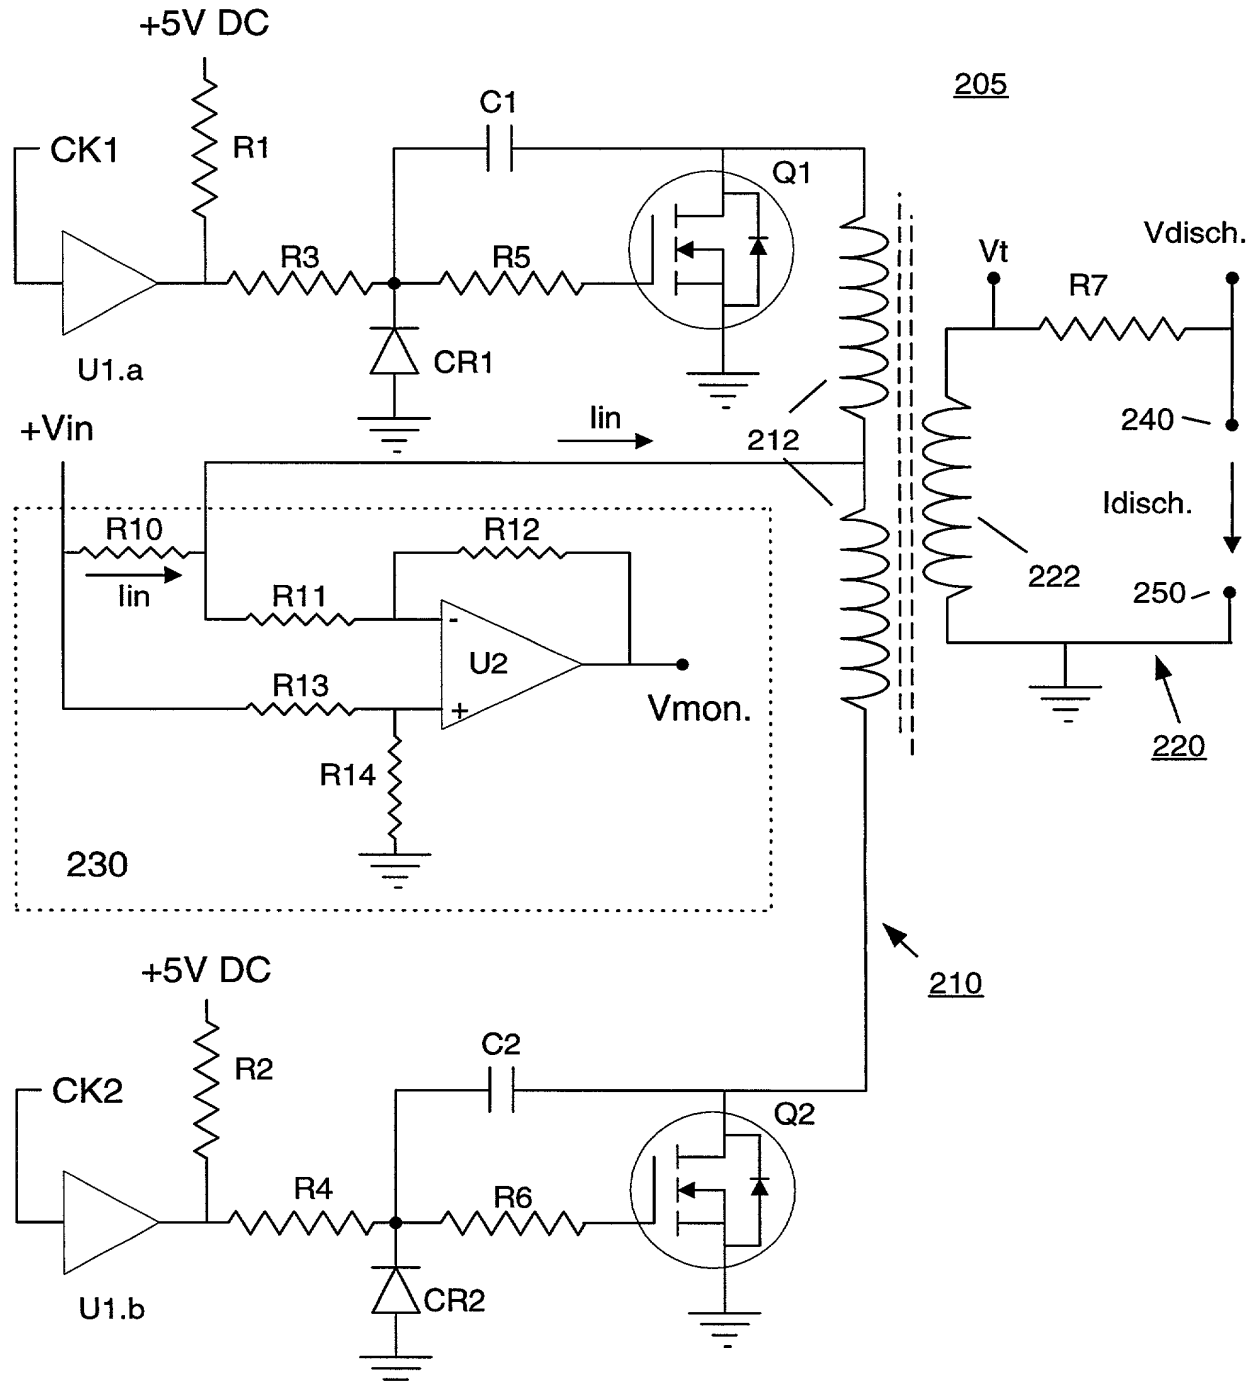 +5V DC
205
C1
CK1
R1
Q1
Vdisch.
Vt
R3
R5
R7
U1.a
CR1
+Vin
Iin
212
240
R10
R12
Idisch.
Iin
R11
222
250
-
U2
R13
+
Vmon.
R14
220
230
+5V DC
210
C2
R2
CK2
Q2
R4
R6
CR2
U1.b